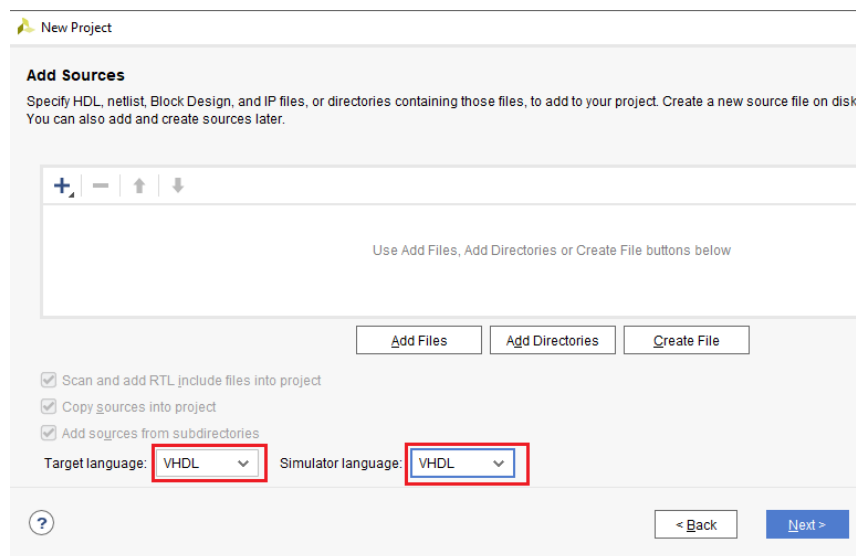 New Project
Add Sources
Specify HDL, netlist, Block Design, and IP files, or directories containing those files, to add to your project. Create a new source file on disk
You can also add and create sources later.
Use Add Files, Add Directories or Create File buttons below
Add Files Add Directories Create File
Scan and add RTL include files into project
Copy sources into project
Add sources from subdirectories
Target language: VHDL Simulator language: VHDL
? < Back Next >